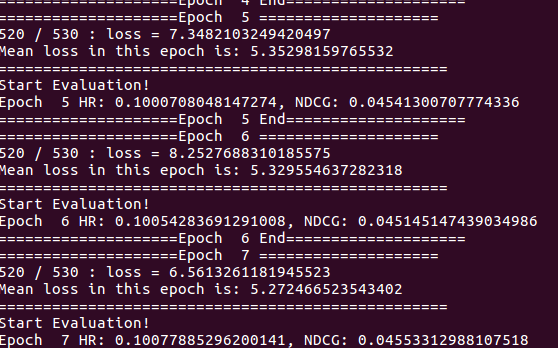 ====================Epoch  4 End====================
====================Epoch  5 ====================
520 / 530 : loss = 7.3482103249420497
Mean loss in this epoch is: 5.35298159765532
==================================================
Start Evaluation!
Epoch  5 HR: 0.1000708048147274, NDCG: 0.04541300707774336
====================Epoch  5 End====================
====================Epoch  6 ====================
520 / 530 : loss = 8.2527688310185575
Mean loss in this epoch is: 5.329554637282318
==================================================
Start Evaluation!
Epoch  6 HR: 0.10054283691291008, NDCG: 0.045145147439034986
====================Epoch  6 End====================
====================Epoch  7 ====================
520 / 530 : loss = 6.5613261181945523
Mean loss in this epoch is: 5.272466523543402
==================================================
Start Evaluation!
Epoch  7 HR: 0.10077885296200141, NDCG: 0.04553312988107518